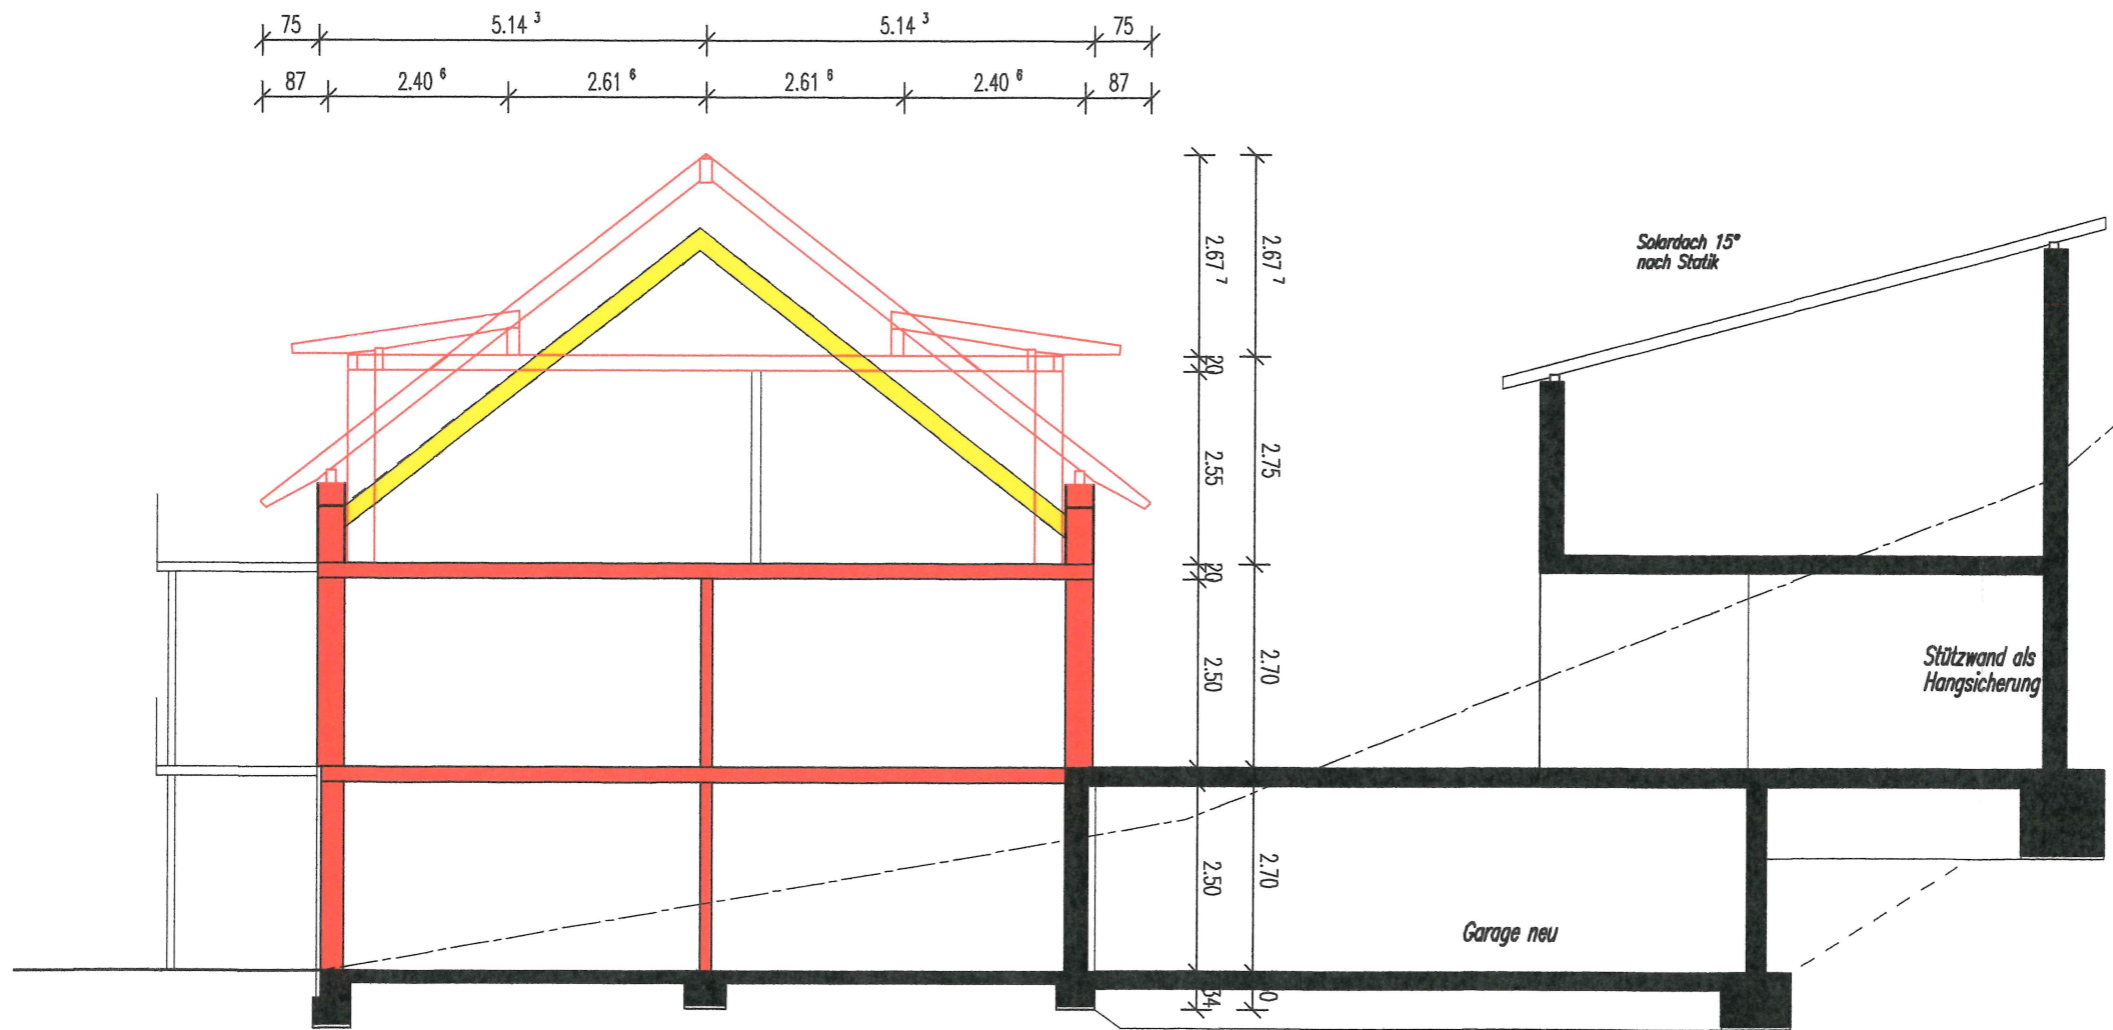 75 5.14 3 5.14 3 75
87 2.40 6 2.61 6 2.61 6 2.40 6 87
2.67 7 2.67 7
20
2.55 2.75
20
2.50 2.70
2.50 2.70
34
Solardach 15°
nach Statik
Stützwand als
Hangsicherung
Garage neu